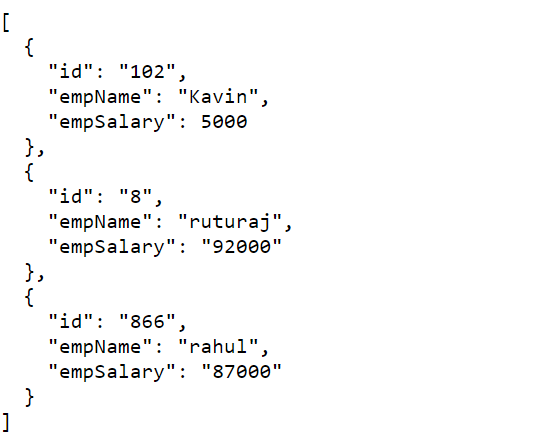 [
  {
    "id": "102",
    "empName": "Kavin",
    "empSalary": 5000
  },
  {
    "id": "8",
    "empName": "ruturaj",
    "empSalary": "92000"
  },
  {
    "id": "866",
    "empName": "rahul",
    "empSalary": "87000"
  }
]